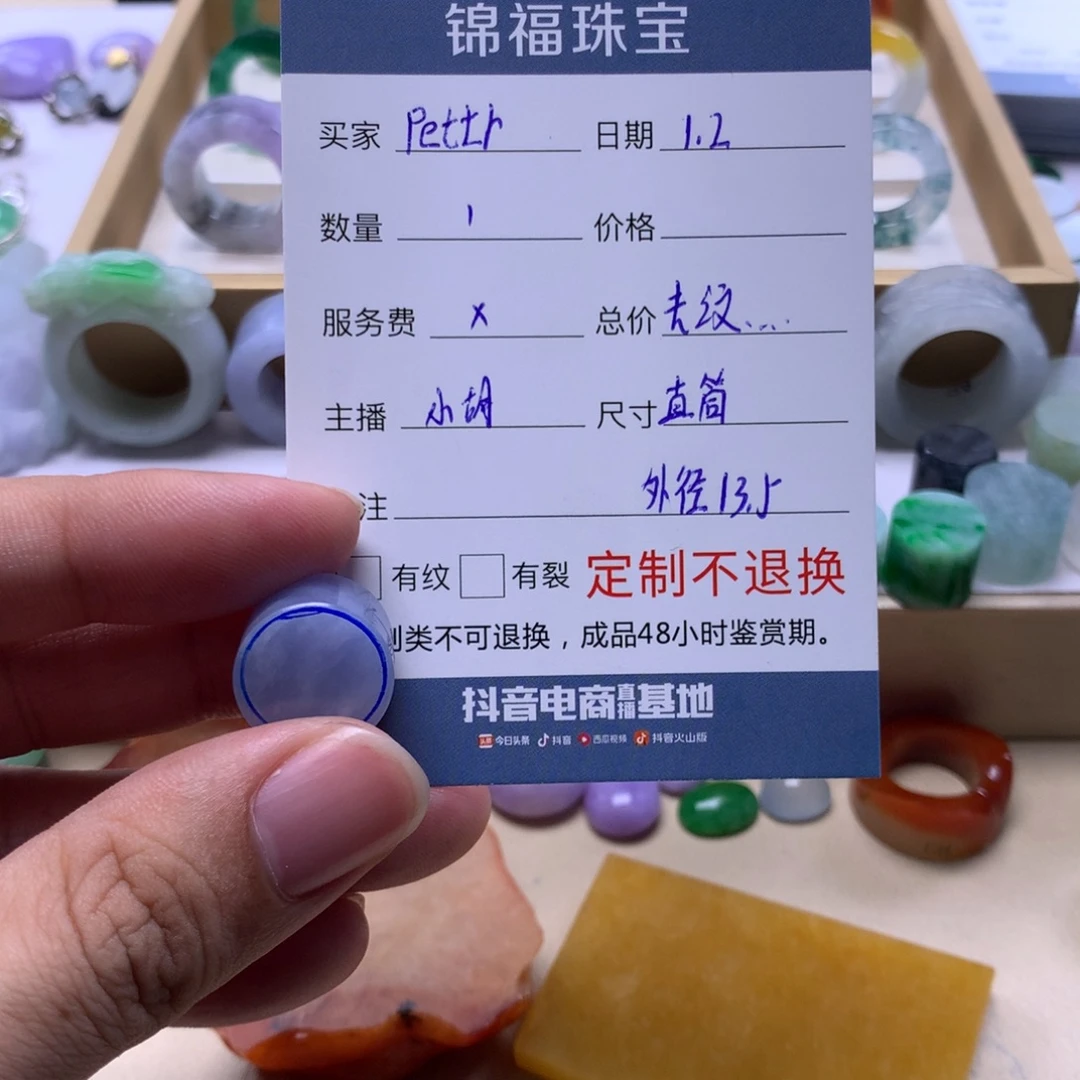 锦福珠宝
买家 Pettr 日期 1.2
数量 1 价格
服务费 x 总价 去纹...
主播 小胡 尺寸 直筒
注 外径13.5
有纹 有裂 定制不退换
类不可退换，成品48小时鉴赏期。
抖音电商直播基地
今日头条 抖音 西瓜视频 抖音火山版